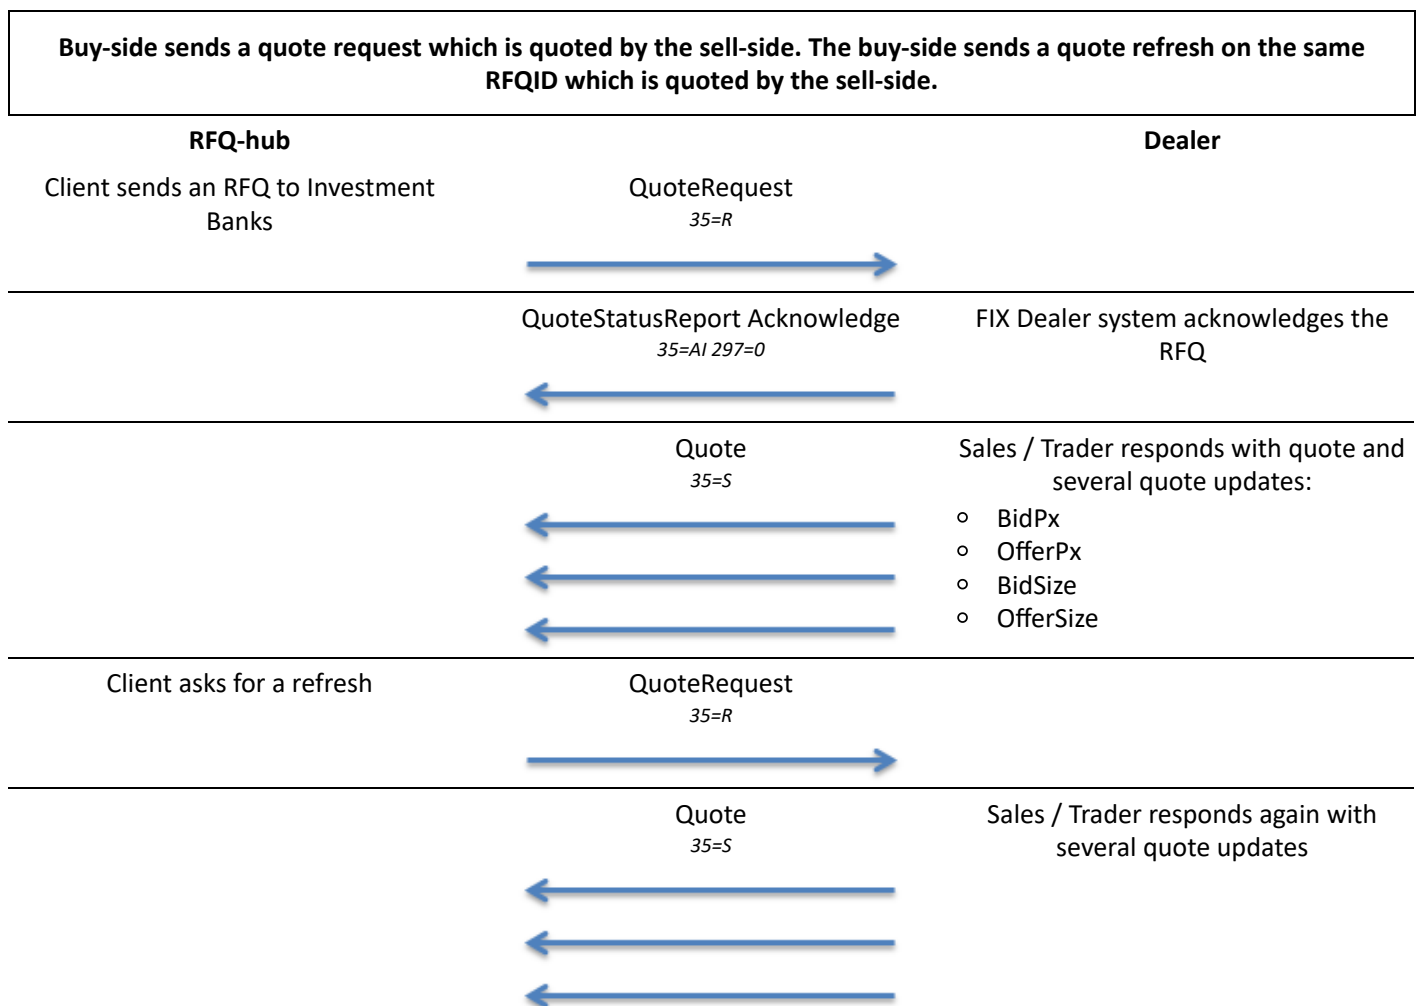 Buy-side sends a quote request which is quoted by the sell-side. The buy-side sends a quote refresh on the same
RFQID which is quoted by the sell-side.
RFQ-hub
Dealer
Client sends an RFQ to Investment
Banks
QuoteRequest
35=R
QuoteStatusReport Acknowledge
35=AI 297=0
FIX Dealer system acknowledges the
RFQ
Quote
35=S
Sales / Trader responds with quote and
several quote updates:
BidPx
OfferPx
BidSize
OfferSize
Client asks for a refresh
QuoteRequest
35=R
Quote
35=S
Sales / Trader responds again with
several quote updates